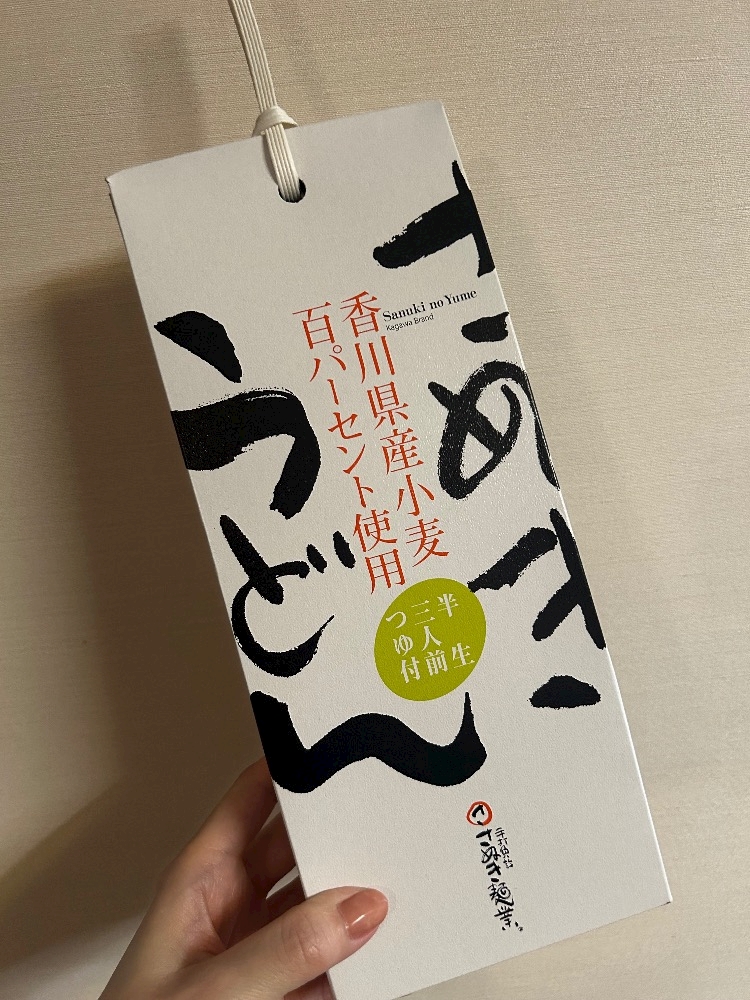 さぬき
うどん
Sanuki no Yume
Kagawa Brand
香川県産小麦
百パーセント使用
半生
三人前
つゆ付
さぬき麺業